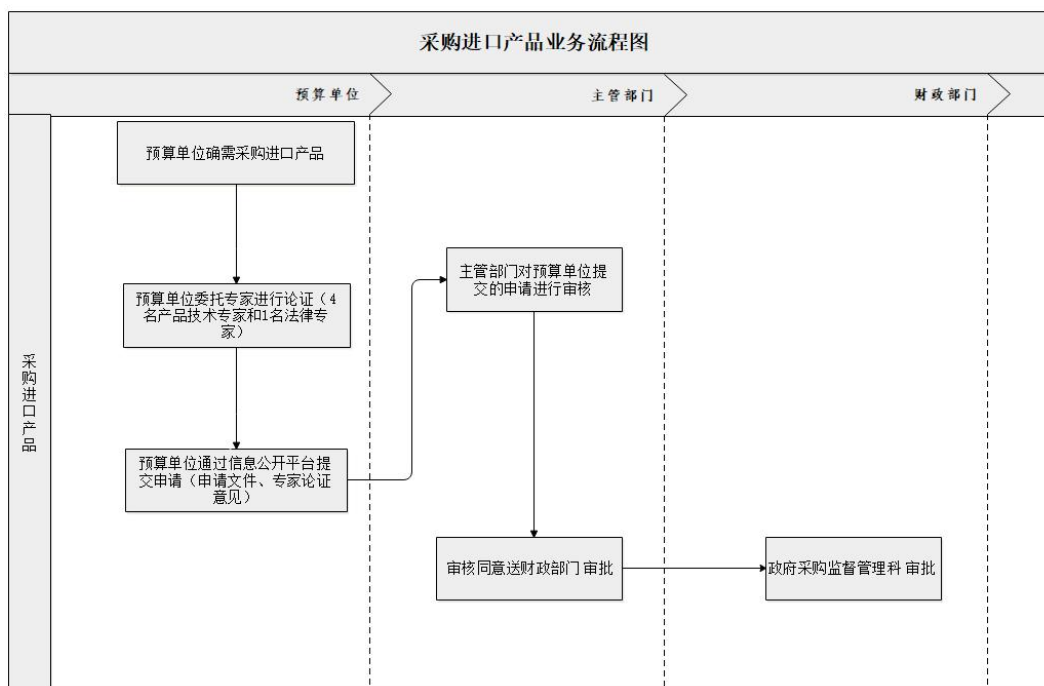 采购进口产品业务流程图
预算单位
主管部门
财政部门
采购进口产品
预算单位确需采购进口产品
预算单位委托专家进行论证（4
名产品技术专家和1名法律专
家）
预算单位通过信息公开平台提
交申请（申请文件、专家论证
意见）
主管部门对预算单位提
交的申请进行审核
审核同意送财政部门 审批
政府采购监督管理科 审批